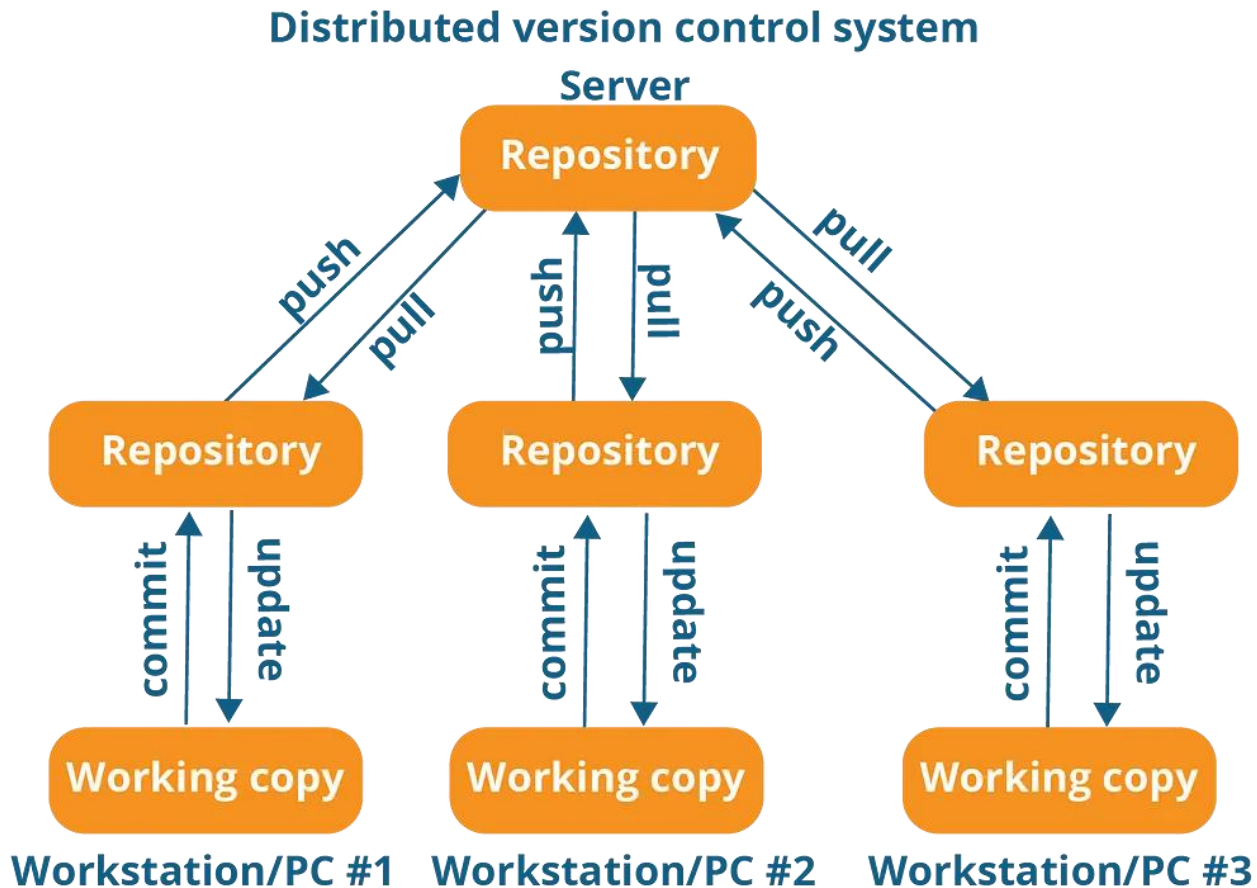 Distributed version control system
Server
Repository
push
pull
push
pull
push
pull
Repository
Repository
Repository
commit
update
commit
update
commit
update
Working copy
Working copy
Working copy
Workstation/PC #1
Workstation/PC #2
Workstation/PC #3